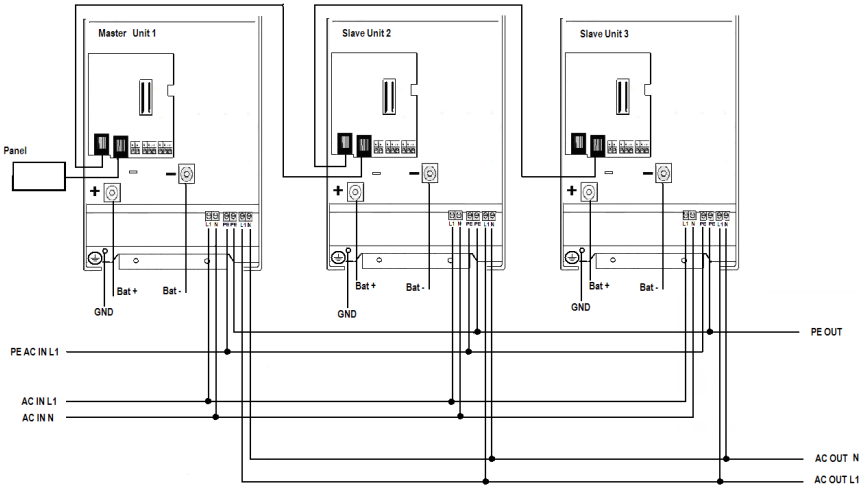 Master Unit 1
Slave Unit 2
Slave Unit 3
Panel
+ −
+ −
+ −
L1 N PE PE L1 N
L1 N PE PE L1 N
L1 N PE PE L1 N
Bat + Bat -
Bat + Bat -
Bat + Bat -
GND
GND
GND
PE OUT
PE AC IN L1
AC IN L1
AC IN N
AC OUT N
AC OUT L1